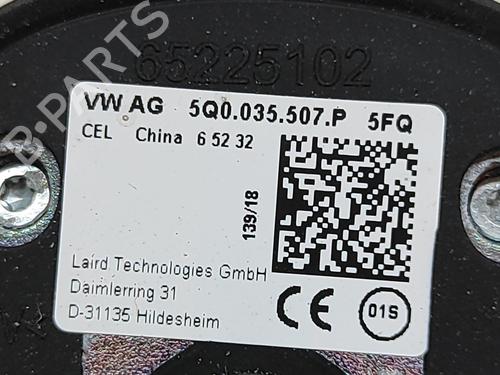 65225102
VW AG 5Q0.035.507.P 5FQ
CEL China 6 52 32
139/18
Laird Technologies GmbH
Daimlerring 31
D-31135 Hildesheim
CE
01S
B-PARTS